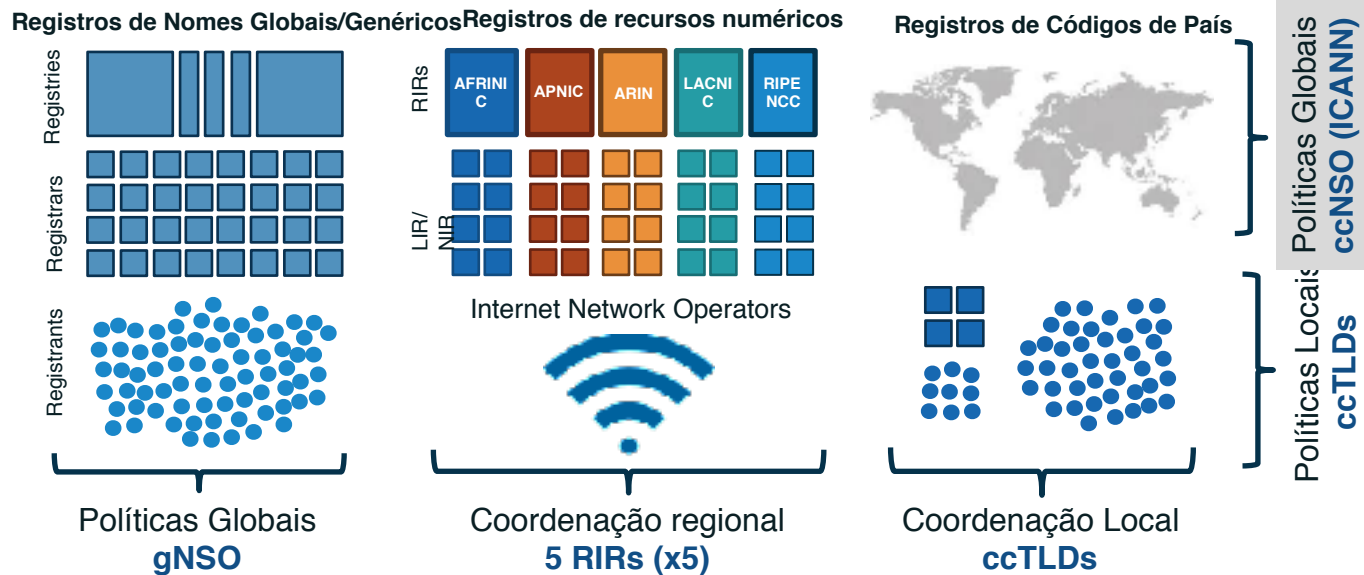 Registros de Nomes Globais/Genéricos
Registries
Registrars
Registrants
Políticas Globais
gNSO
Registros de recursos numéricos
RIRs
AFRINI
C
APNIC
ARIN
LACNI
C
RIPE
NCC
LIR/
NIR
Internet Network Operators
Coordenação regional
5 RIRs (x5)
Registros de Códigos de País
Políticas Globais
ccNSO (ICANN)
Políticas Locais
ccTLDs
Coordenação Local
ccTLDs